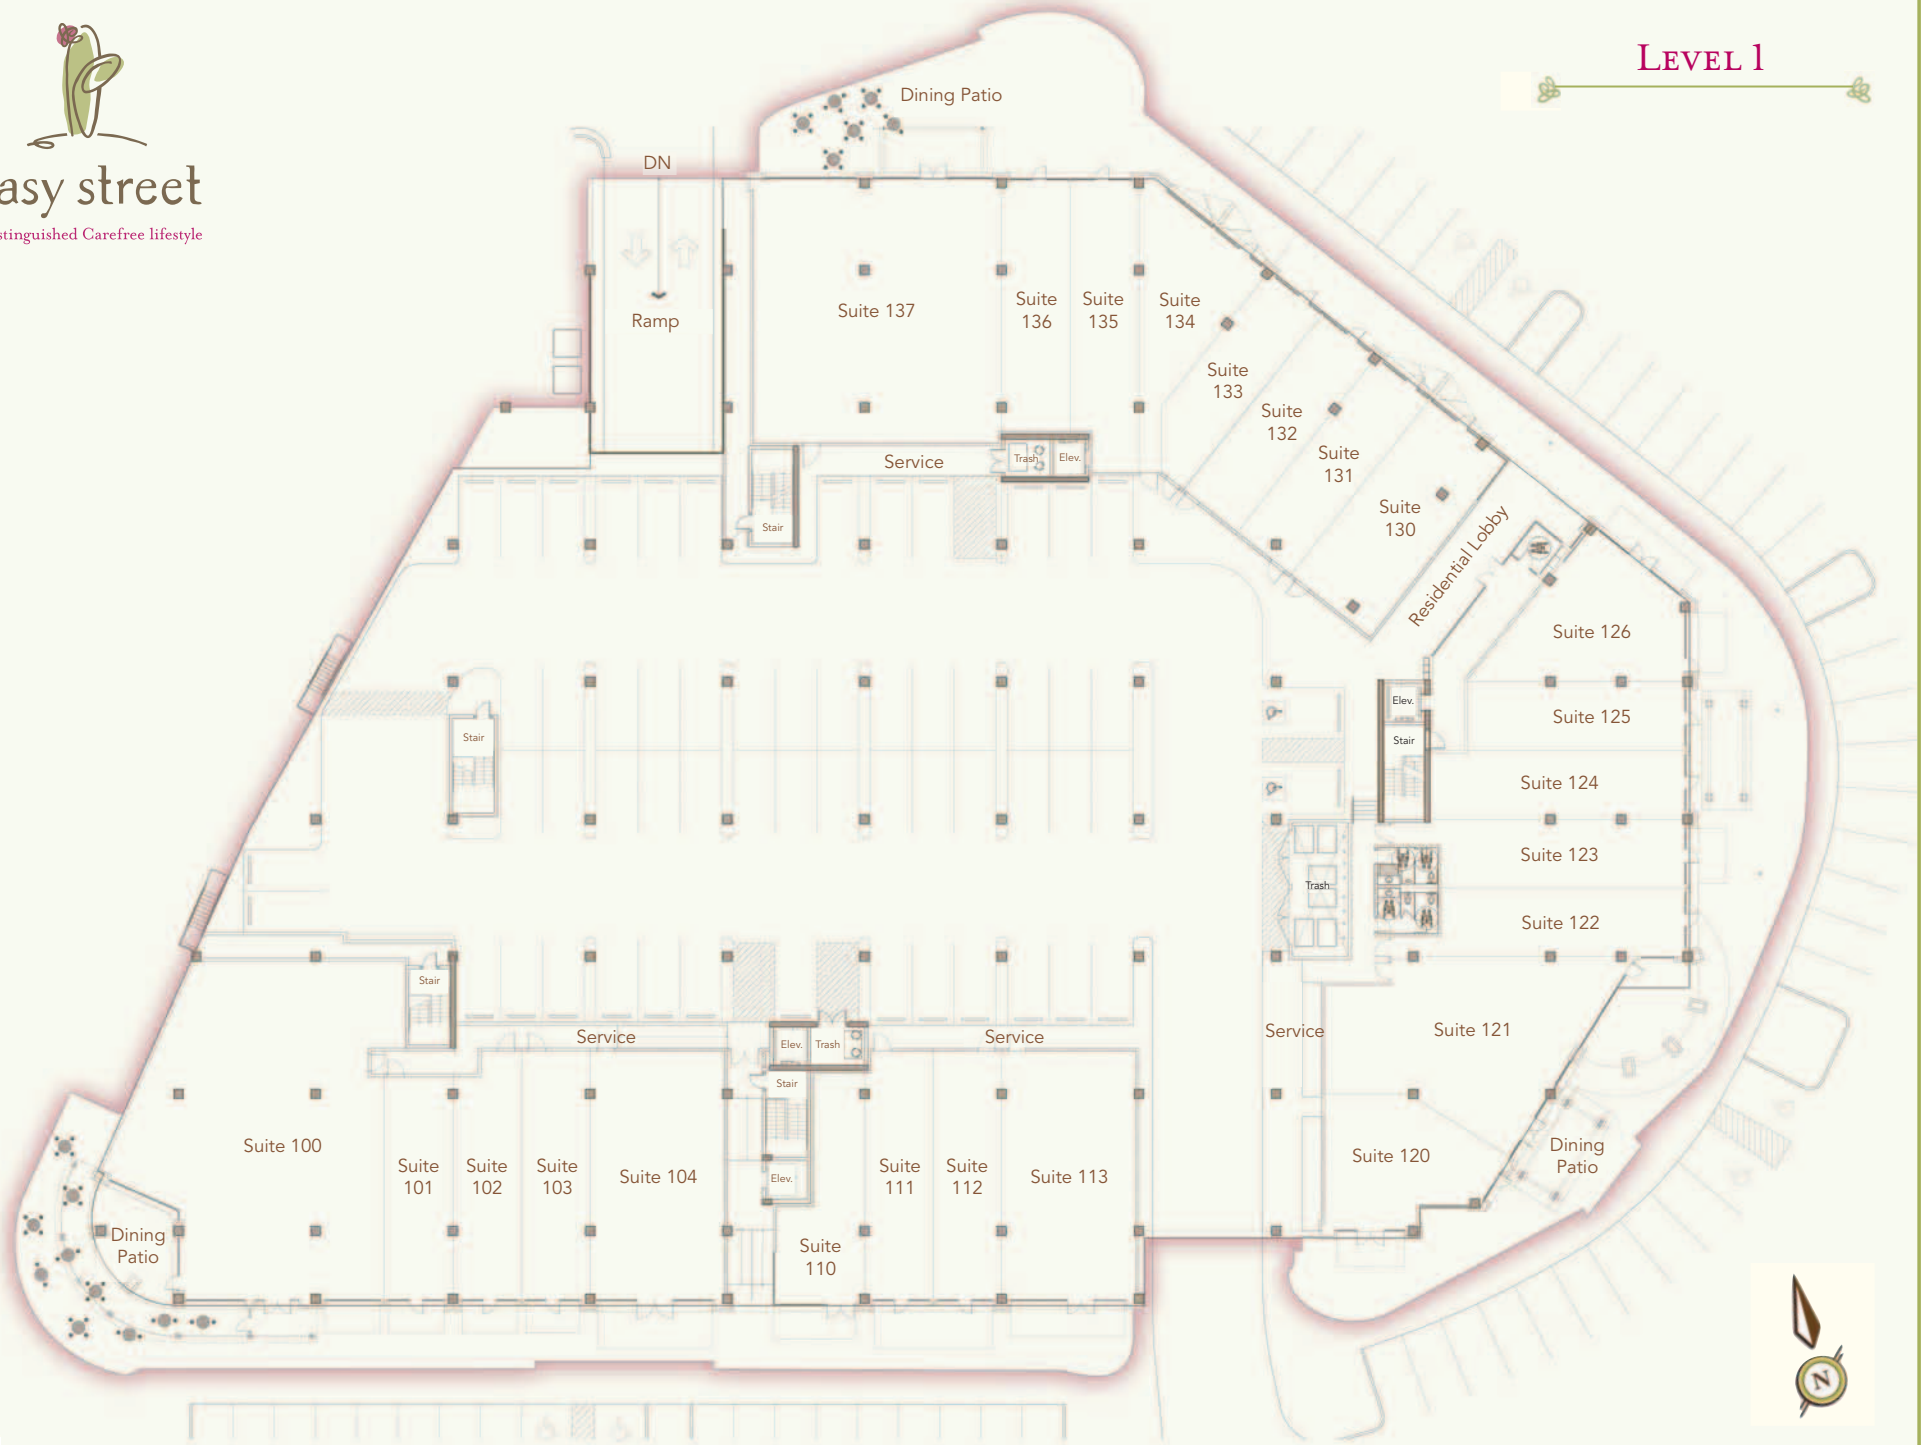 Level 1
asy street
stinguished Carefree lifestyle
Dining Patio
DN
Ramp
Suite 137
Suite
136
Suite
135
Suite
134
Suite
133
Suite
132
Suite
131
Suite
130
Service
Trash
Elev.
Stair
Residential Lobby
Suite 126
Elev.
Suite 125
Stair
Stair
Suite 124
Suite 123
Trash
Suite 122
Stair
Service
Elev.
Trash
Service
Service
Suite 121
Stair
Suite 100
Suite
101
Suite
102
Suite
103
Suite 104
Elev.
Suite
111
Suite
112
Suite 113
Suite 120
Dining
Patio
Dining
Patio
Suite
110
N